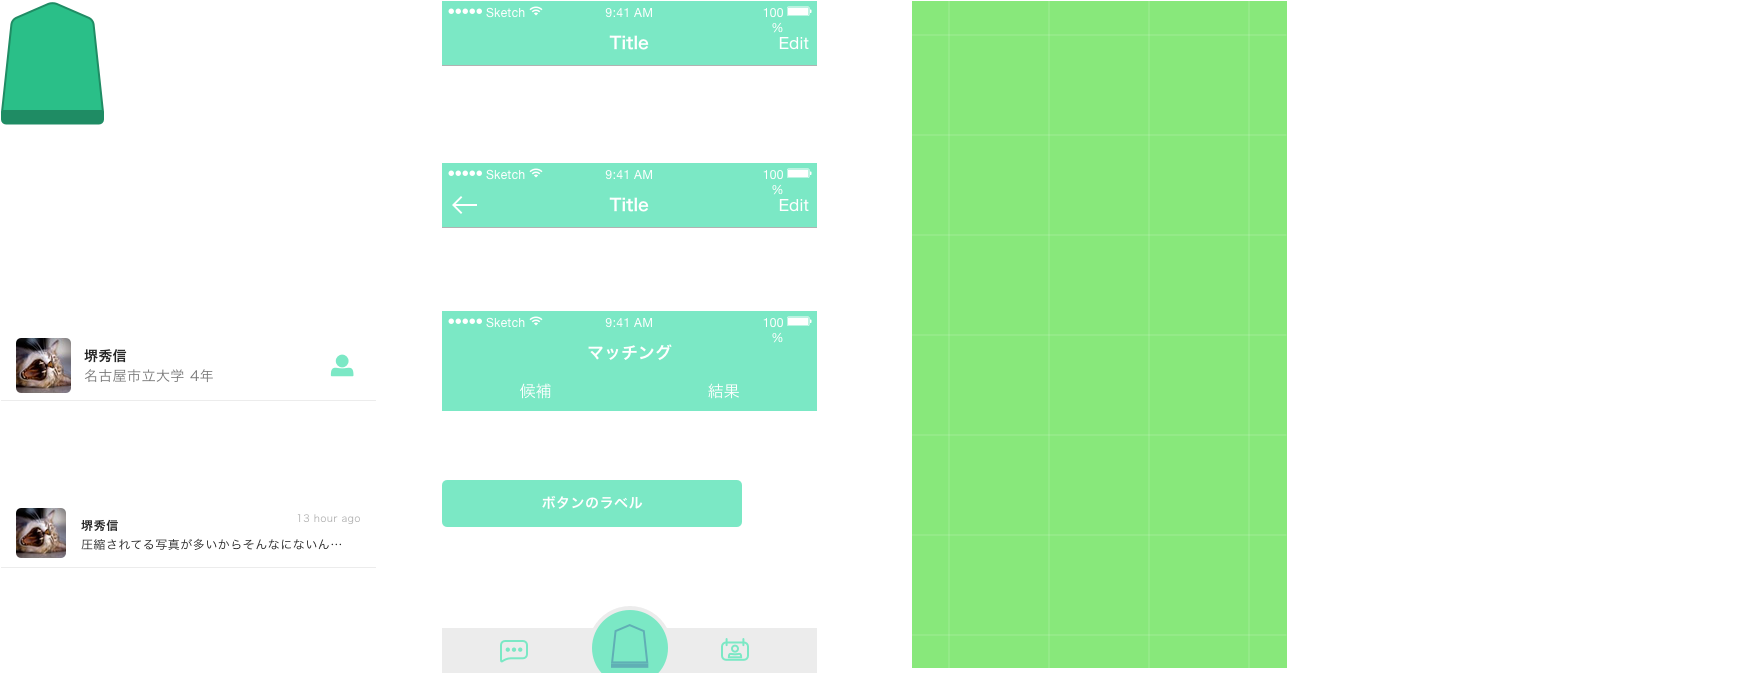 Sketch 9:41 AM 100
%
Title Edit
Sketch 9:41 AM 100
%
Title Edit
Sketch 9:41 AM 100
%
マッチング
候補 結果
堺秀信
名古屋市立大学 4年
ボタンのラベル
13 hour ago
堺秀信
圧縮されてる写真が多いからそんなにないん…